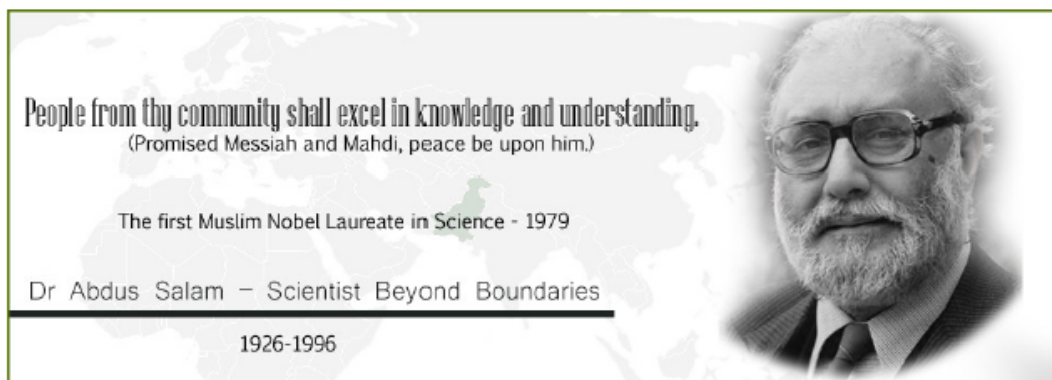 People from thy community shall excel in knowledge and understanding.
(Promised Messiah and Mahdi, peace be upon him.)
The first Muslim Nobel Laureate in Science - 1979
Dr Abdus Salam – Scientist Beyond Boundaries
1926-1996